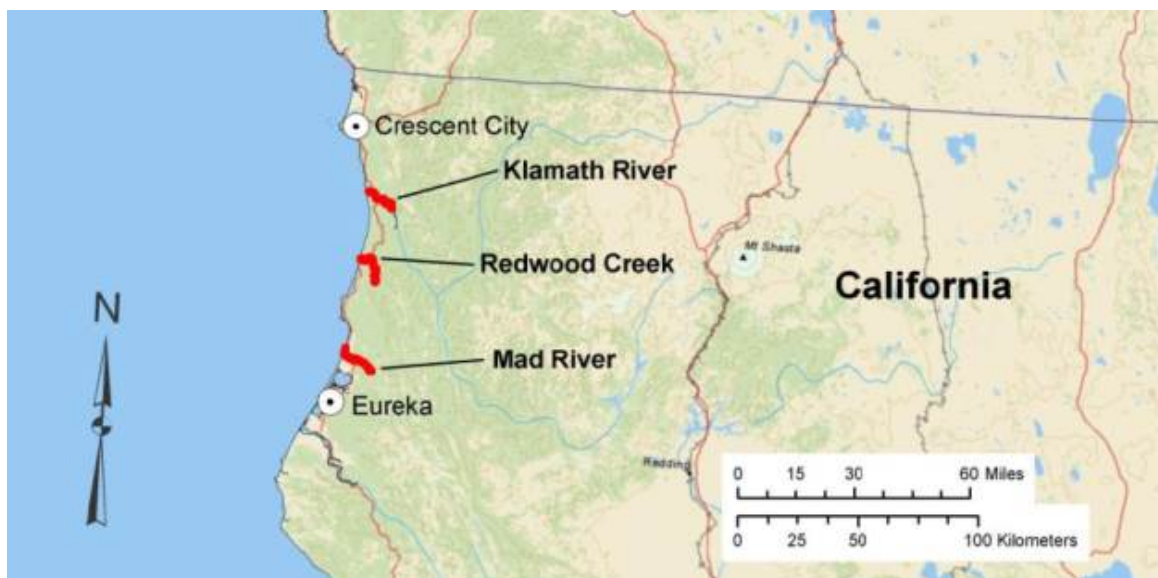 Crescent City
Klamath River
Mt Shasta
Redwood Creek
California
N
Mad River
Eureka
Redding
0 15 30 60 Miles
0 25 50 100 Kilometers